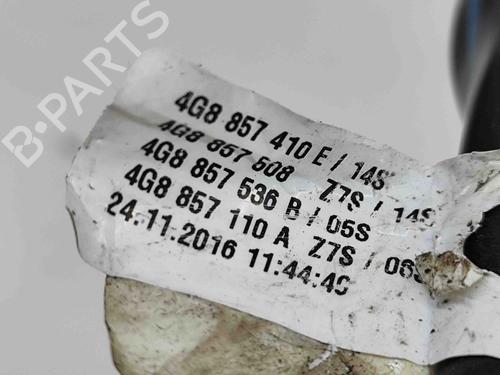 B-PARTS
4G8 857 410 E / 14S
4G8 857 508 Z7S / 14S
4G8 857 536 B / 05S
4G8 857 110 A Z7S / 06S
24.11.2016 11:44:49